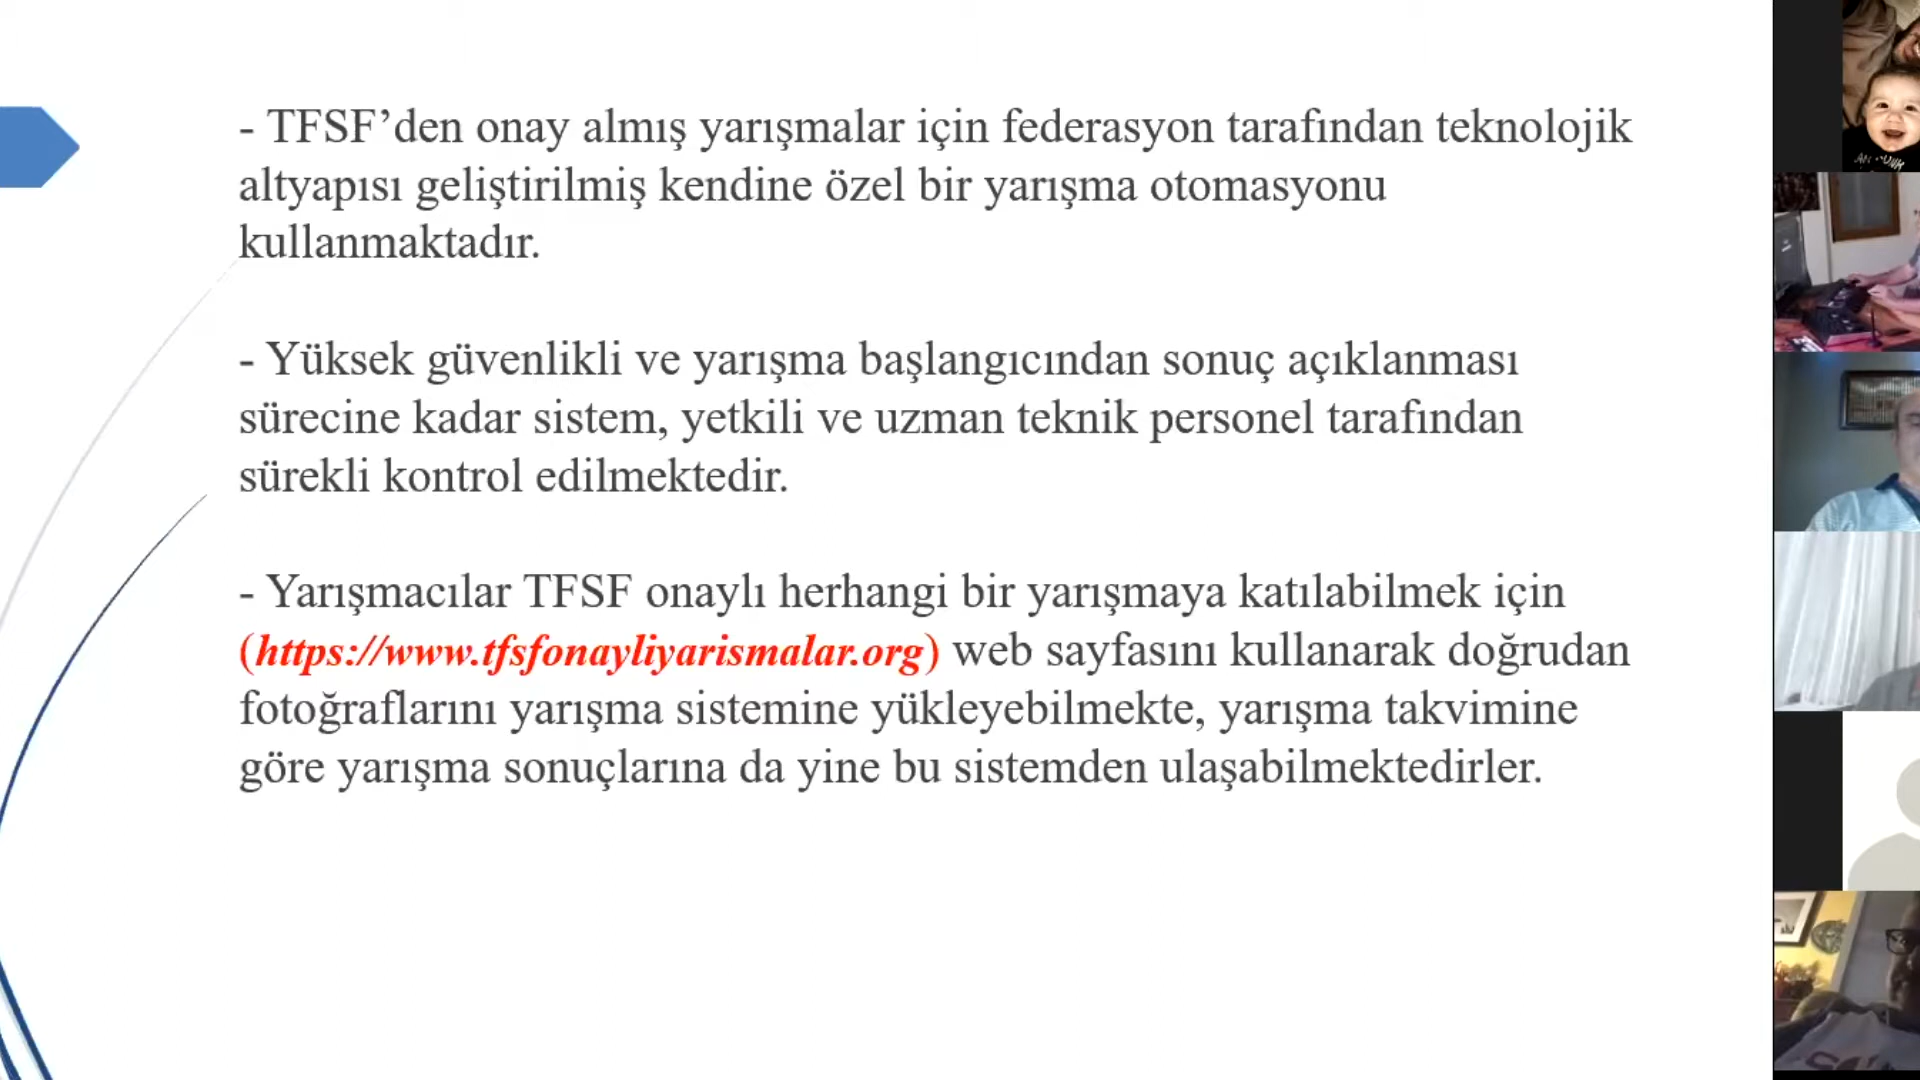 - TFSF’den onay almış yarışmalar için federasyon tarafından teknolojik
altyapısı geliştirilmiş kendine özel bir yarışma otomasyonu
kullanmaktadır.
- Yüksek güvenlikli ve yarışma başlangıcından sonuç açıklanması
sürecine kadar sistem, yetkili ve uzman teknik personel tarafından
sürekli kontrol edilmektedir.
- Yarışmacılar TFSF onaylı herhangi bir yarışmaya katılabilmek için
(https://www.tfsfonayliyarismalar.org) web sayfasını kullanarak doğrudan
fotoğraflarını yarışma sistemine yükleyebilmekte, yarışma takvimine
göre yarışma sonuçlarına da yine bu sistemden ulaşabilmektedirler.